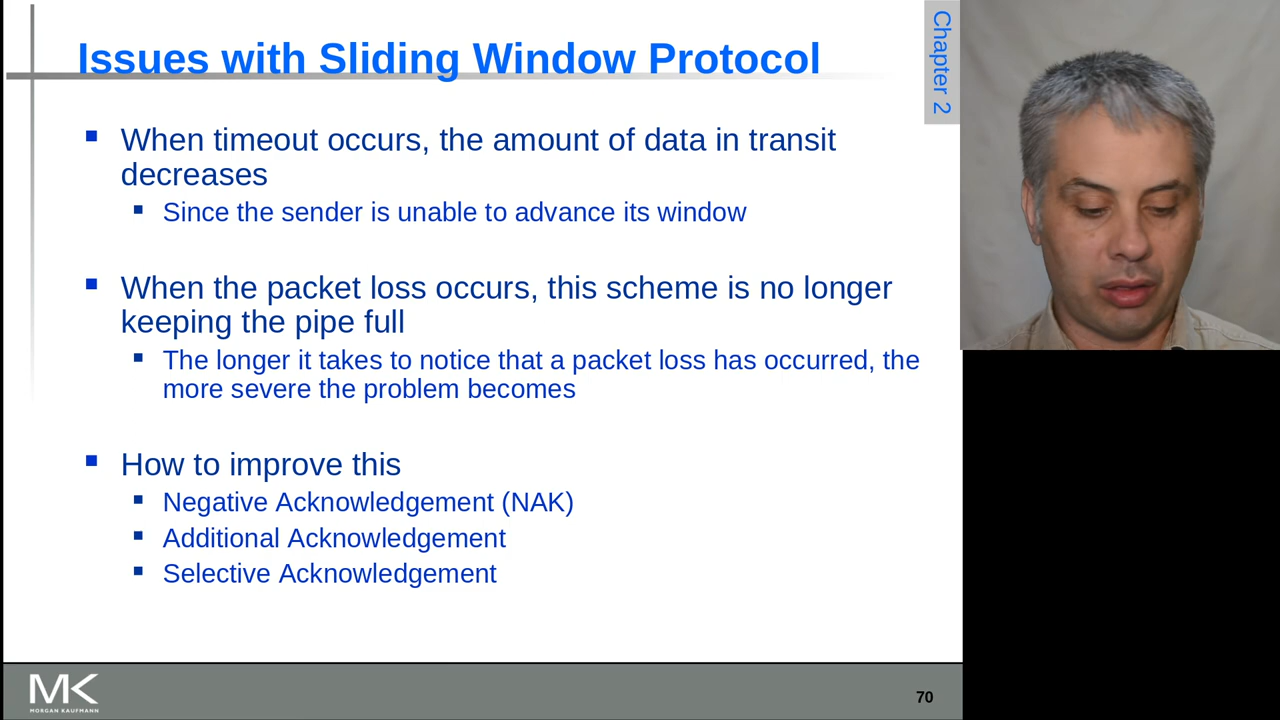 Issues with Sliding Window Protocol
Chapter 2
When timeout occurs, the amount of data in transit
decreases
Since the sender is unable to advance its window
When the packet loss occurs, this scheme is no longer
keeping the pipe full
The longer it takes to notice that a packet loss has occurred, the
more severe the problem becomes
How to improve this
Negative Acknowledgement (NAK)
Additional Acknowledgement
Selective Acknowledgement
MK
MORGAN KAUFMANN
70